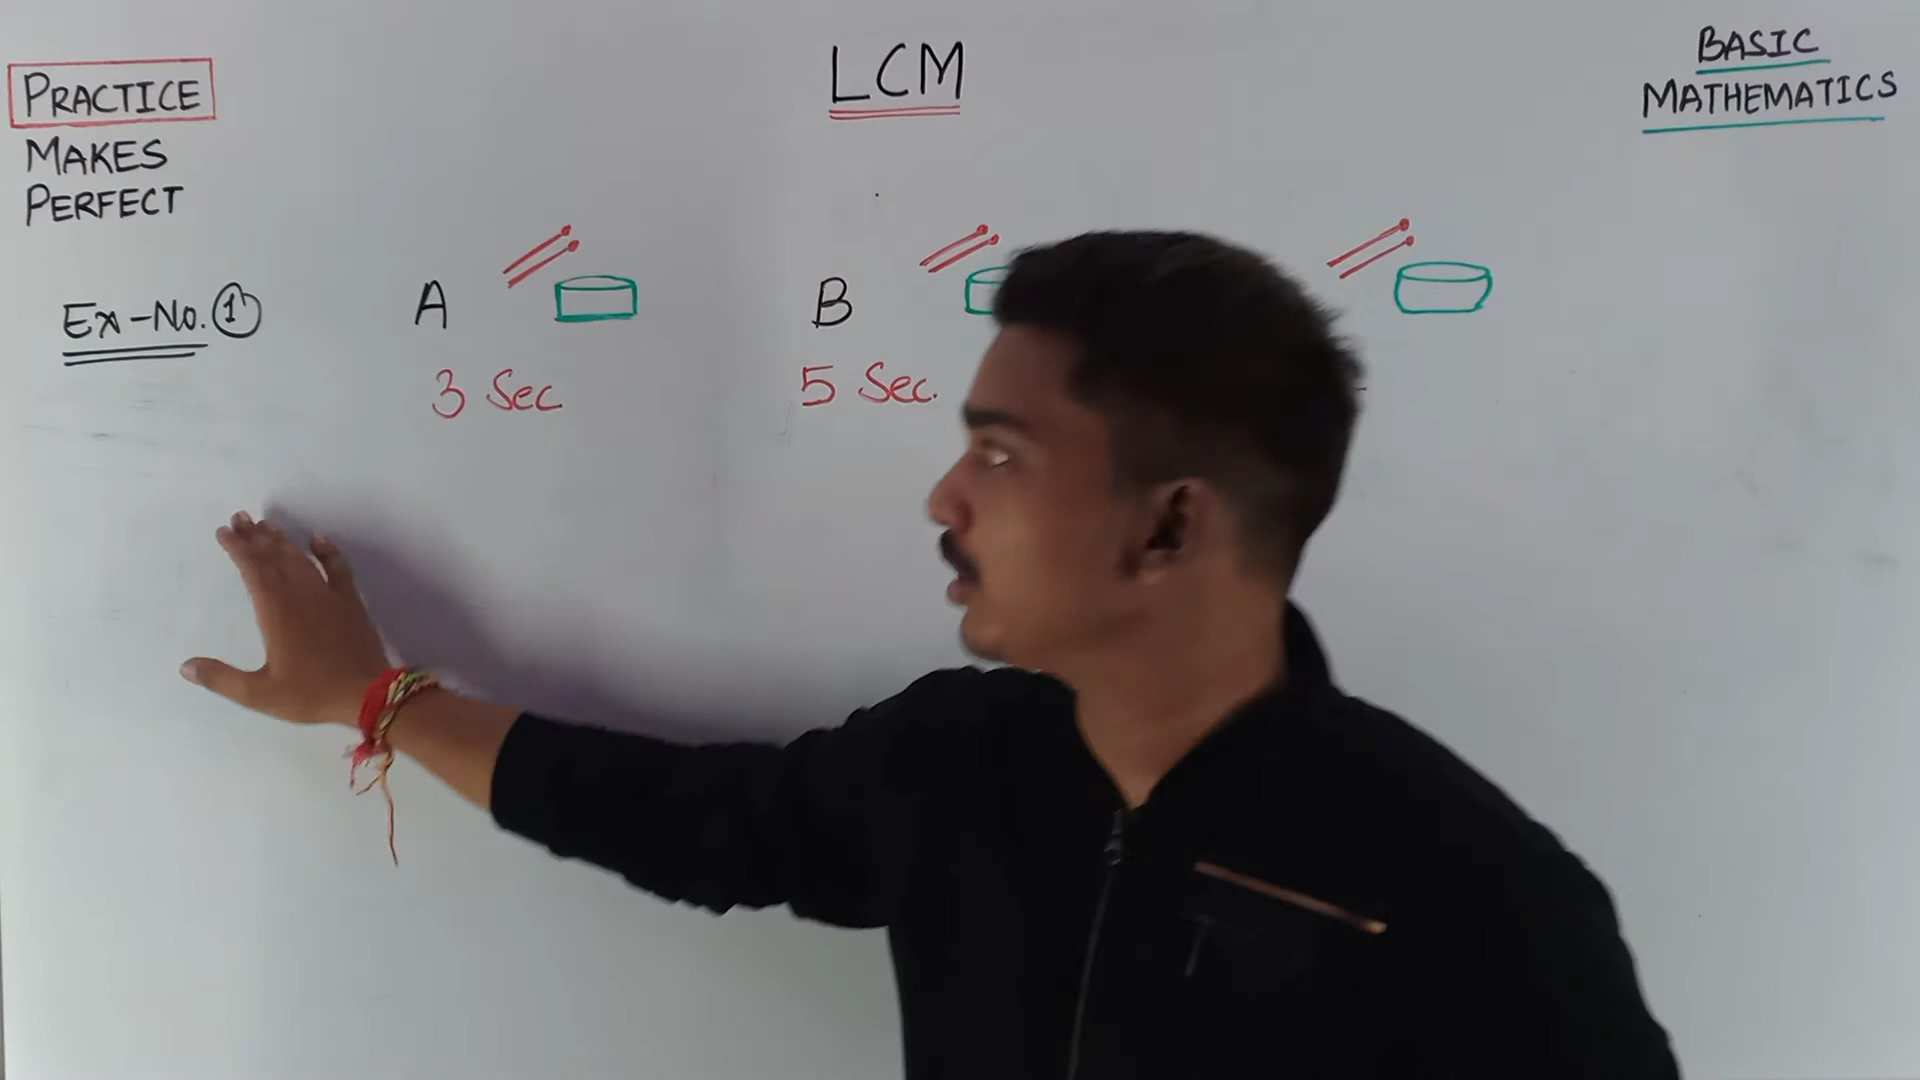 PRACTICE
MAKES
PERFECT
LCM
BASIC
MATHEMATICS
Ex-No. 1
A
B
3 Sec
5 Sec.